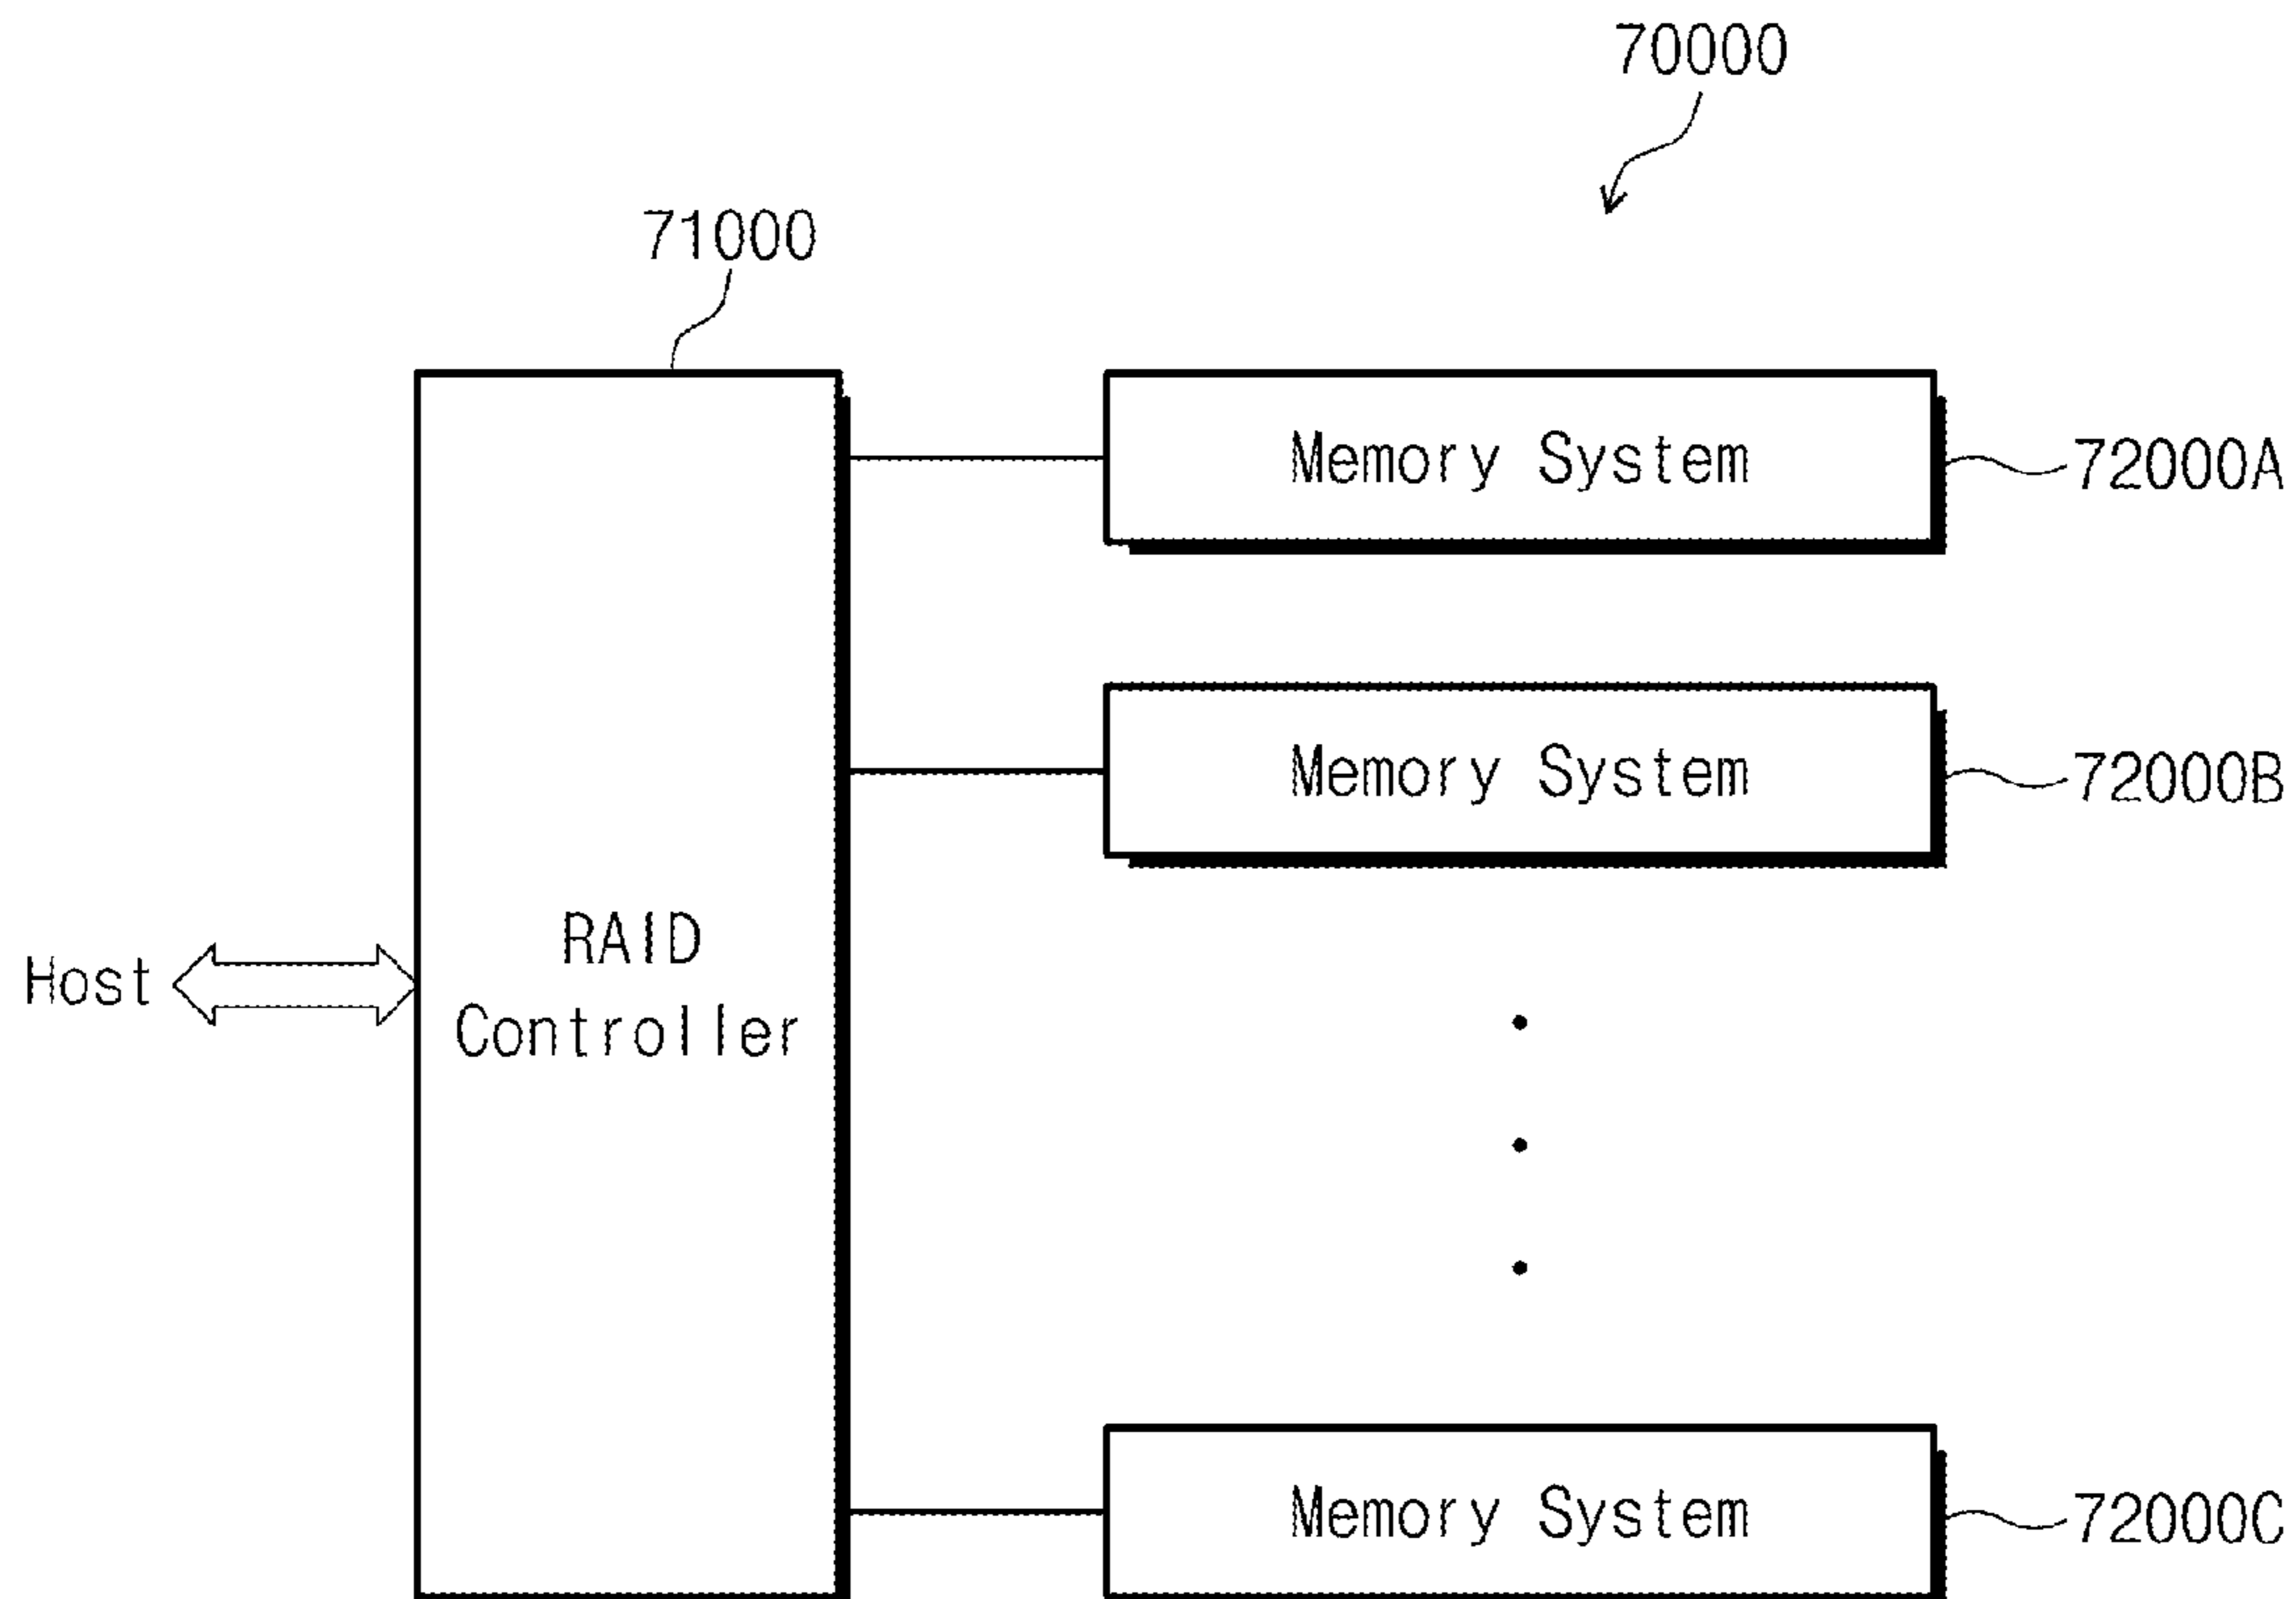 70000
71000
Memory System
72000A
Memory System
72000B
RAID
Controller
Host
Memory System
72000C